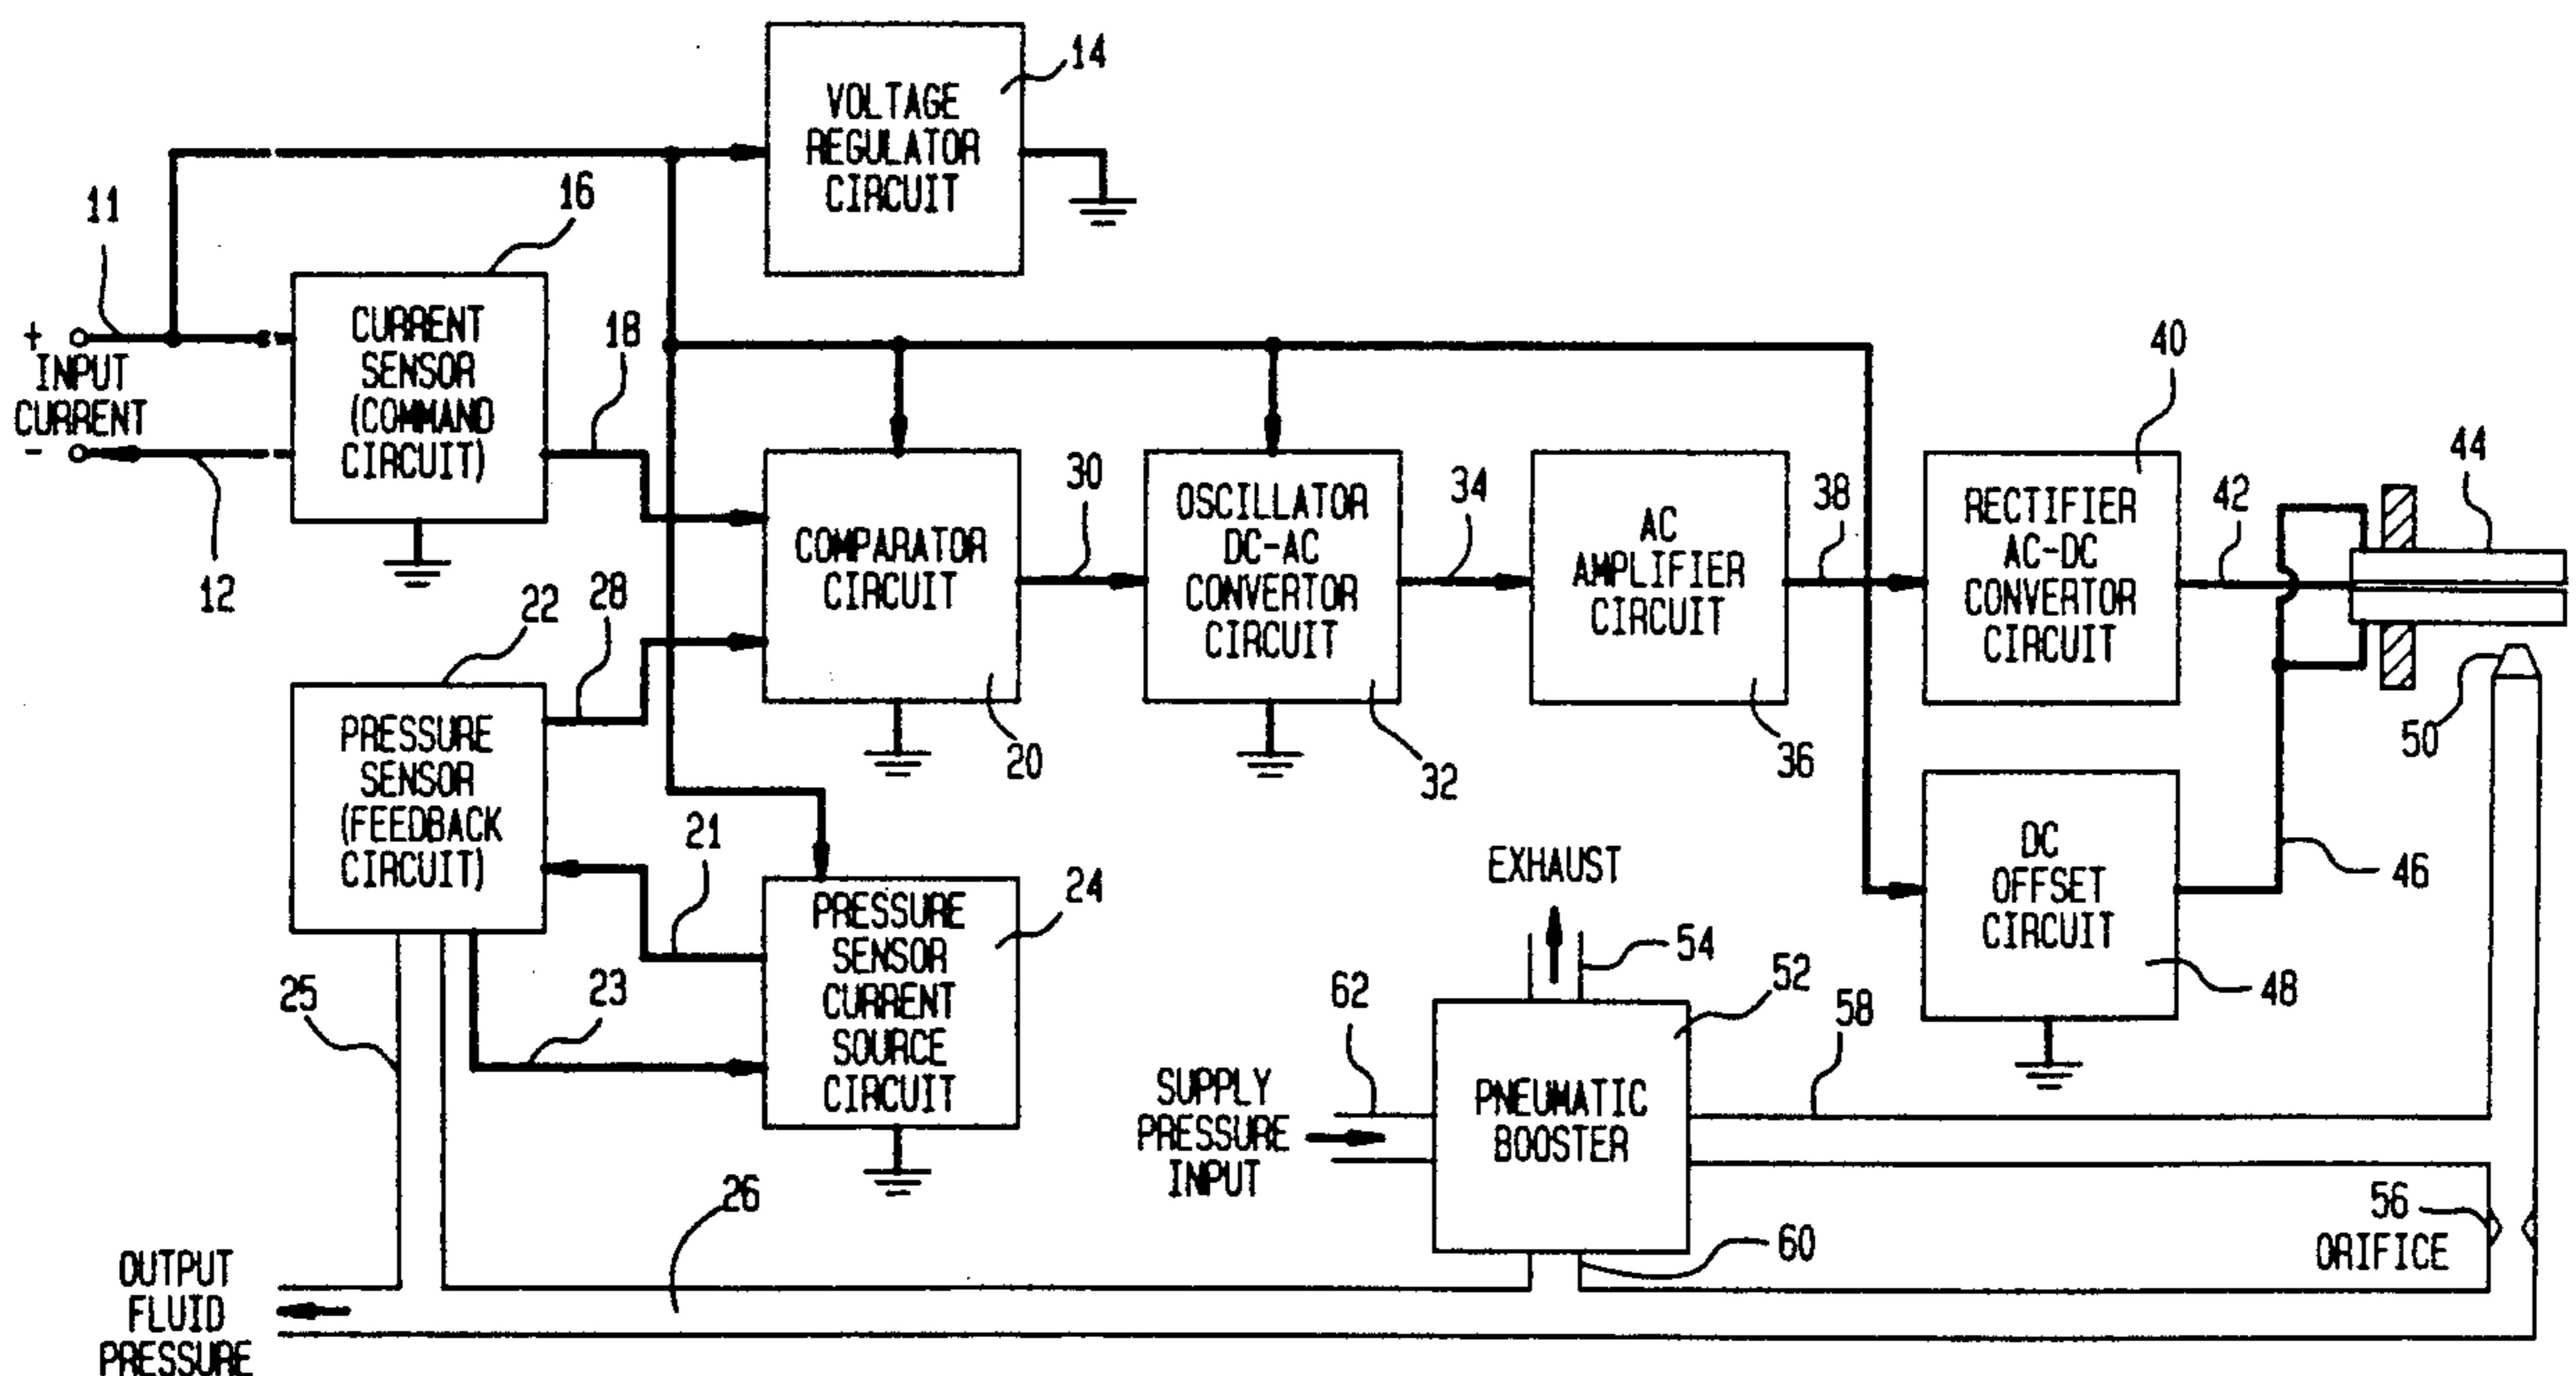 14
VOLTAGE
REGULATOR
CIRCUIT
11
16
+
INPUT
CURRENT
-
12
CURRENT
SENSOR
(COMMAND
CIRCUIT)
18
40
COMPARATOR
CIRCUIT
20
30
OSCILLATOR
DC-AC
CONVERTOR
CIRCUIT
32
34
AC
AMPLIFIER
CIRCUIT
36
38
RECTIFIER
AC-DC
CONVERTOR
CIRCUIT
42
44
50
22
28
PRESSURE
SENSOR
(FEEDBACK
CIRCUIT)
21
23
25
24
PRESSURE
SENSOR
CURRENT
SOURCE
CIRCUIT
DC
OFFSET
CIRCUIT
46
48
EXHAUST
54
52
58
62
SUPPLY
PRESSURE
INPUT
PNEUMATIC
BOOSTER
60
56
ORIFICE
26
OUTPUT
FLUID
PRESSURE